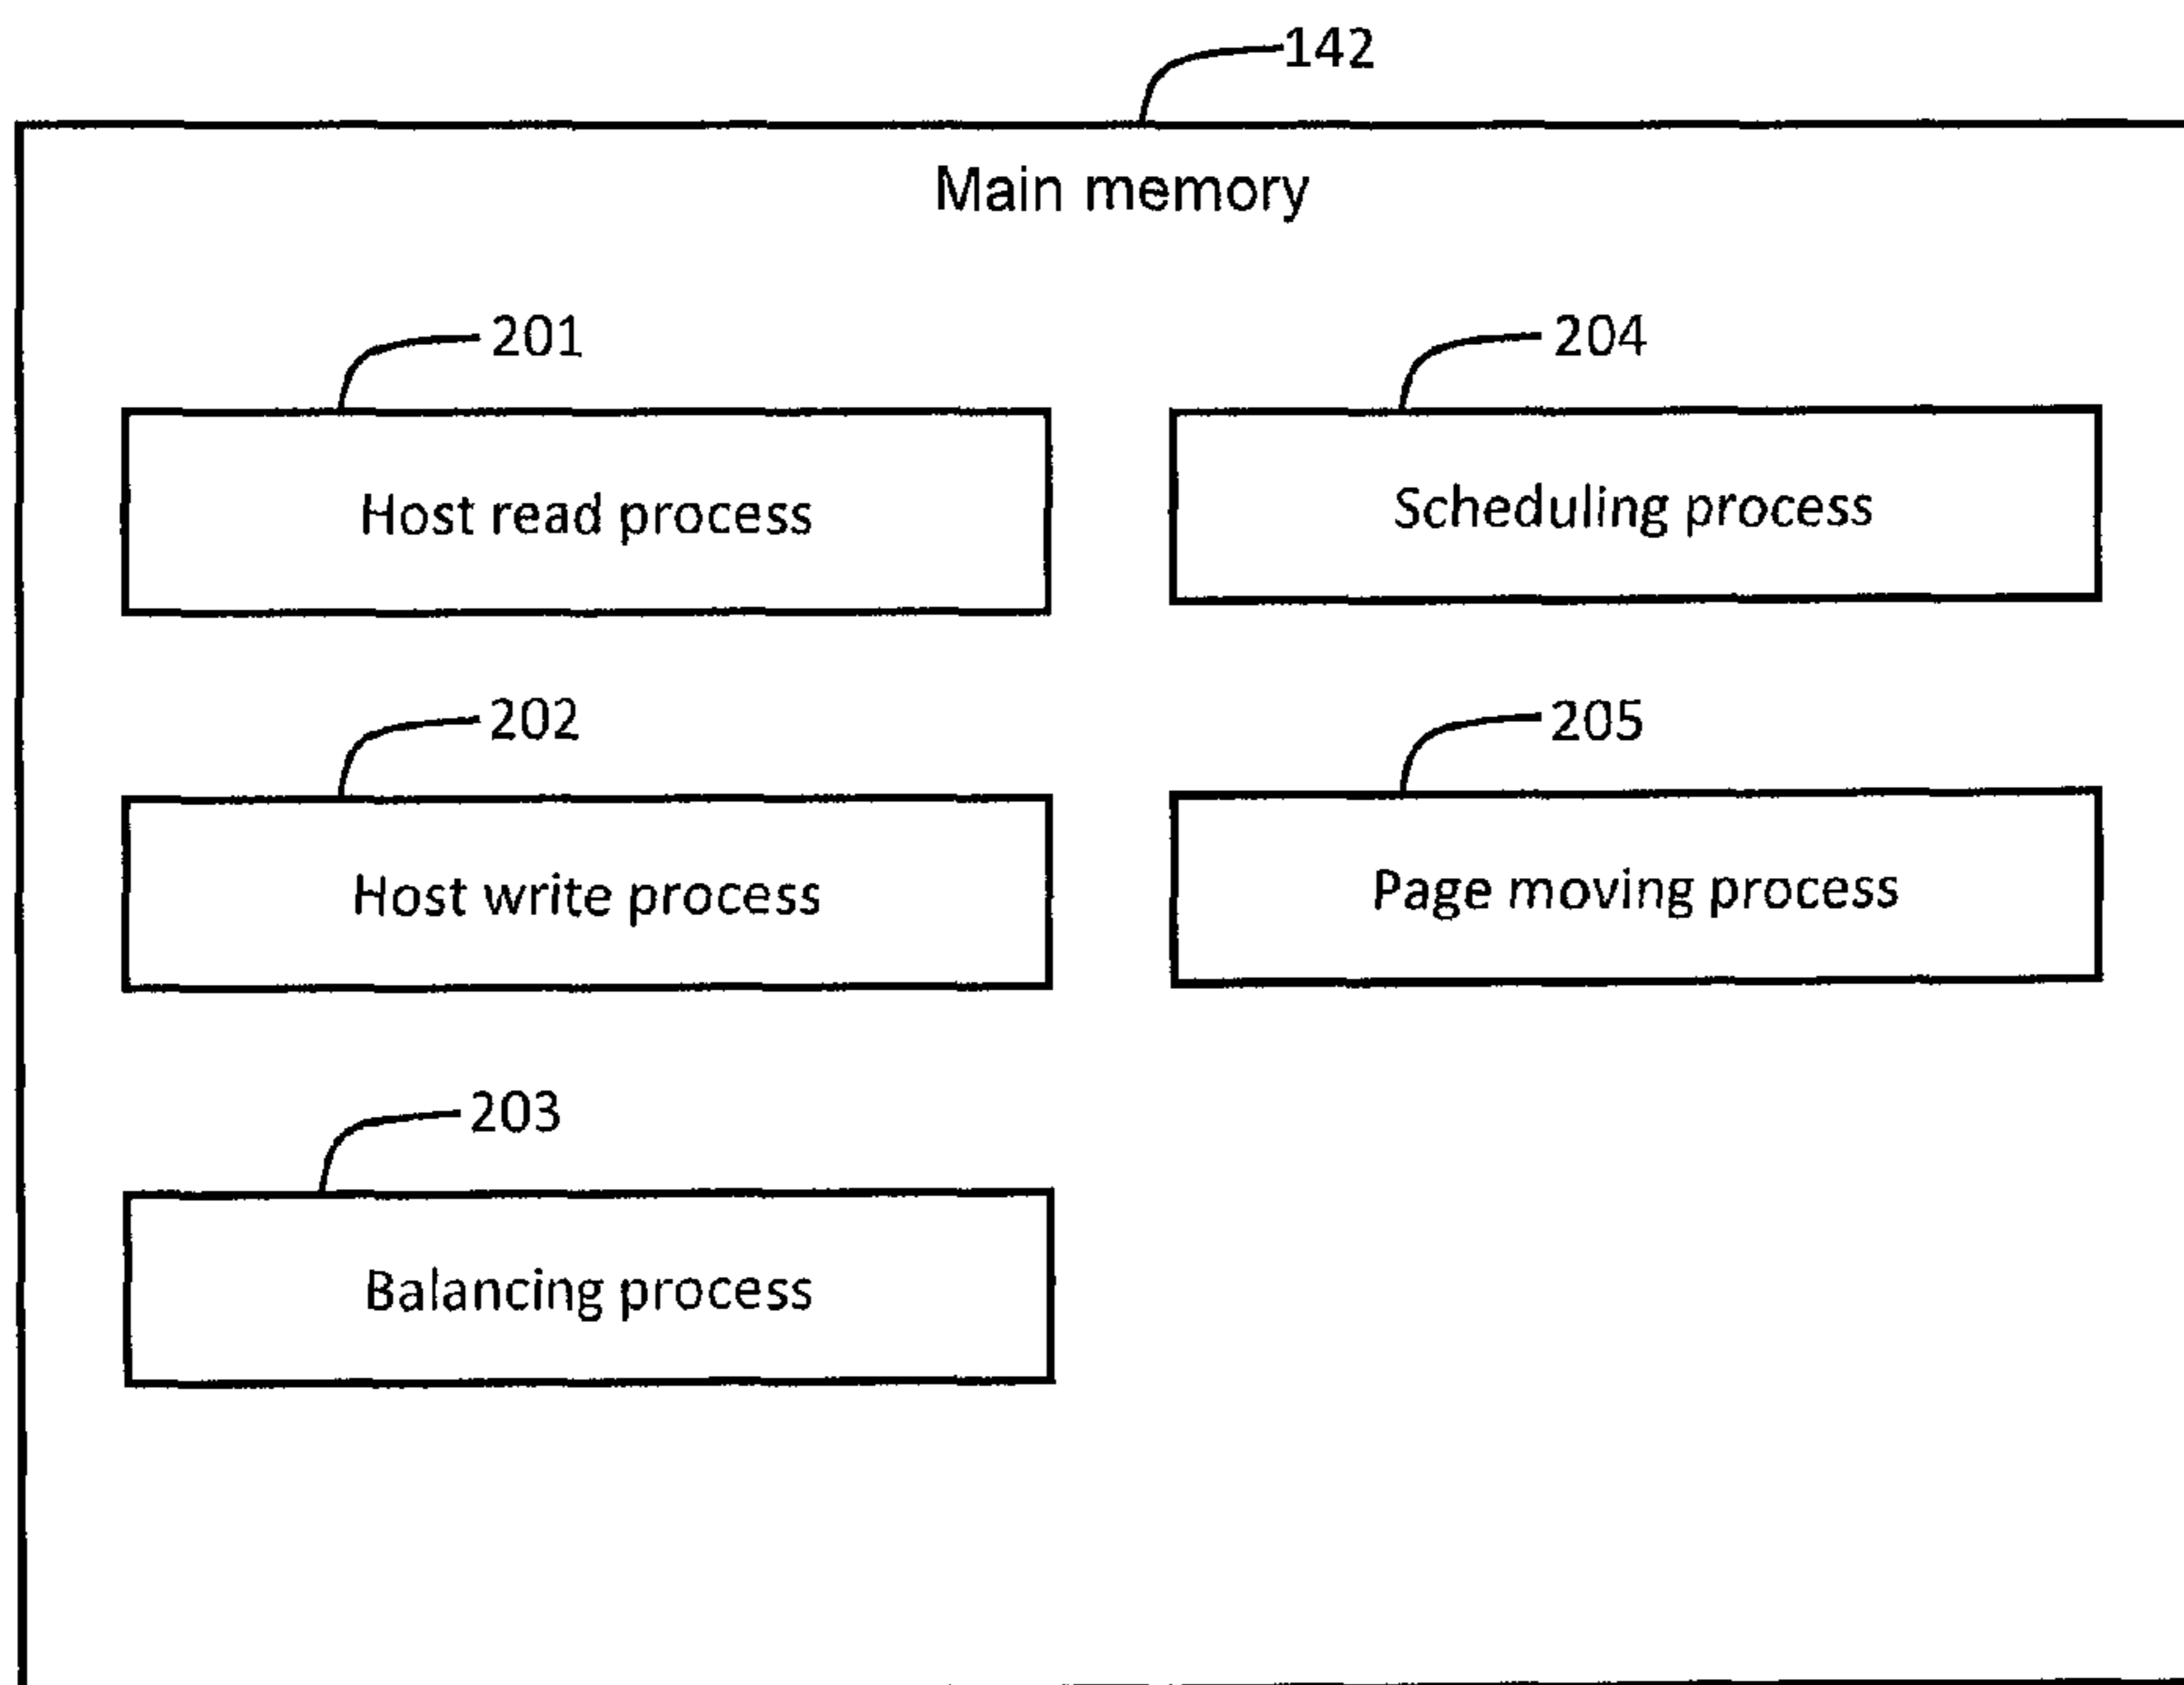 142
Main memory
201
Host read process
204
Scheduling process
202
Host write process
205
Page moving process
203
Balancing process